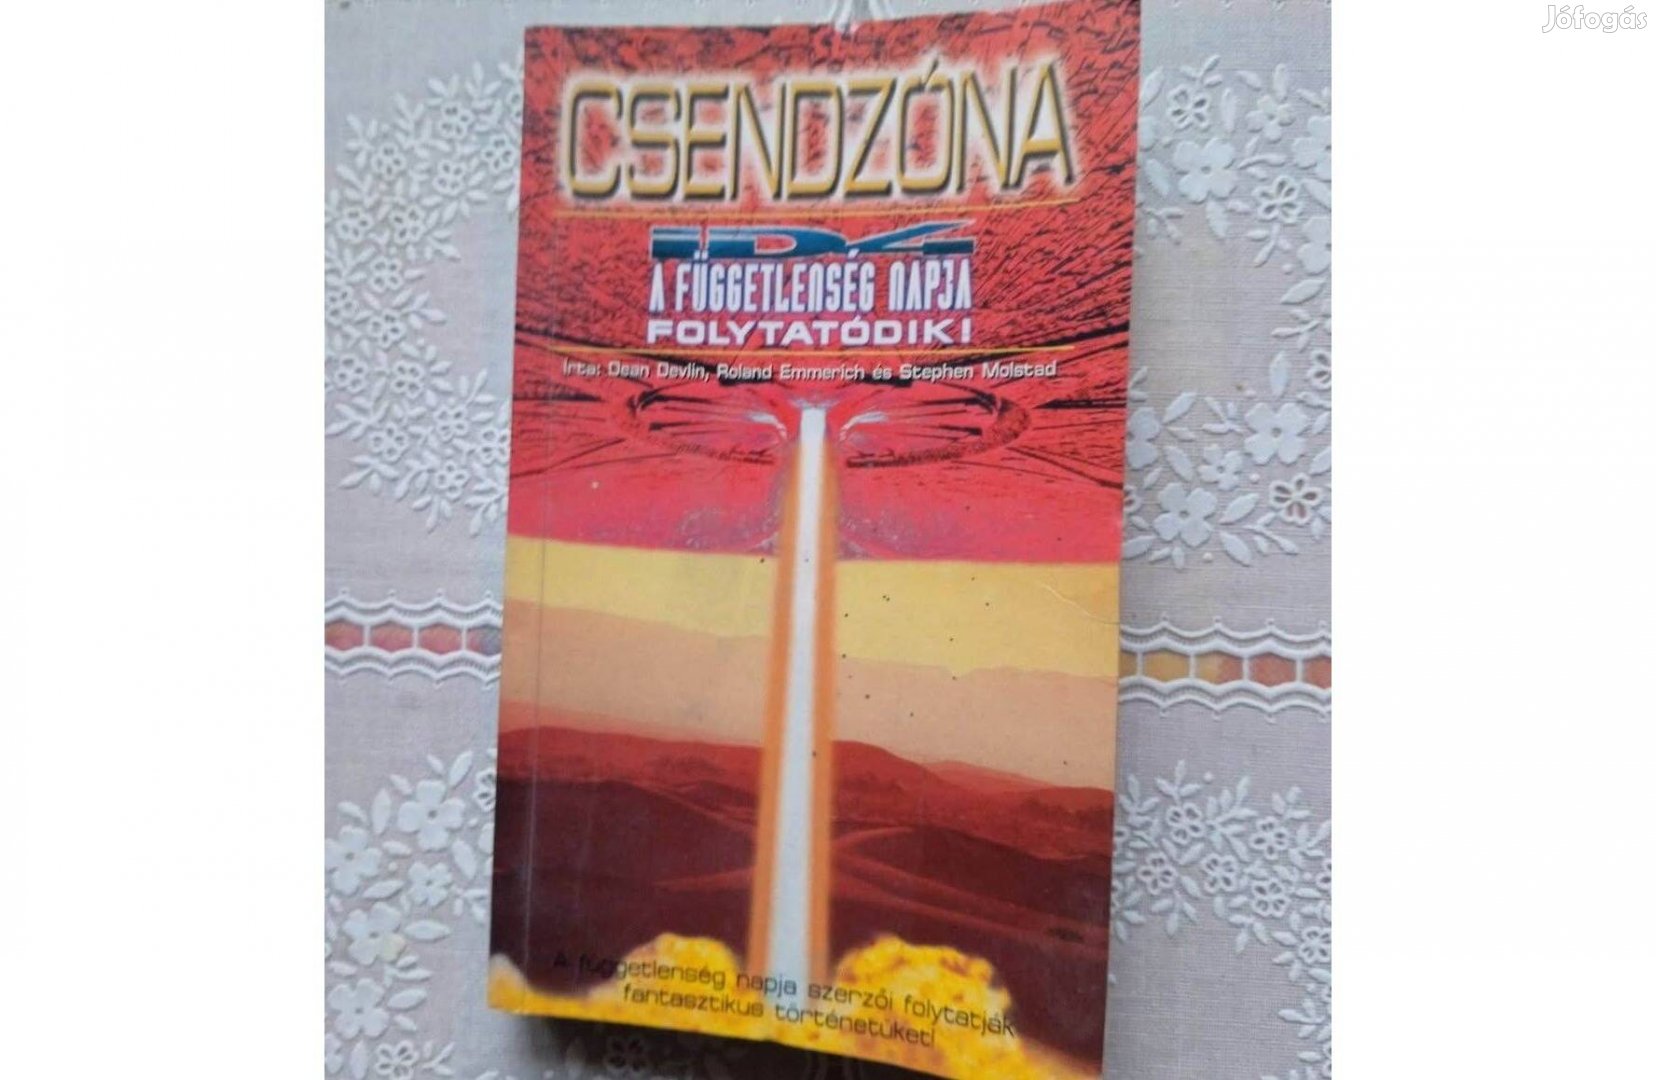 Jófogás
CSENDZÓNA
ID4
A FÜGGETLENSÉG NAPJA
FOLYTATÓDIK!
Írta: Dean Devlin, Roland Emmerich és Stephen Molstad
A függetlenség napja szerzői folytatják
fantasztikus történetüket!